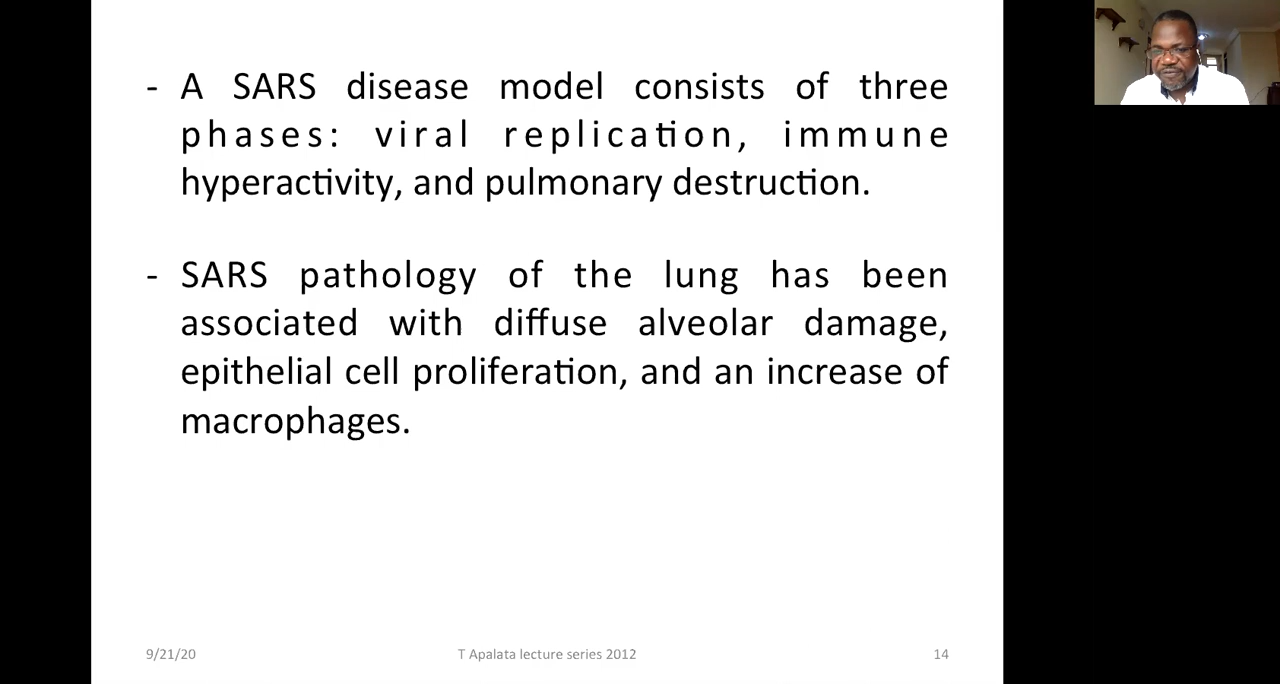 - A SARS disease model consists of three
phases: viral replication, immune
hyperactivity, and pulmonary destruction.
- SARS pathology of the lung has been
associated with diffuse alveolar damage,
epithelial cell proliferation, and an increase of
macrophages.
9/21/20 T Apalata lecture series 2012 14